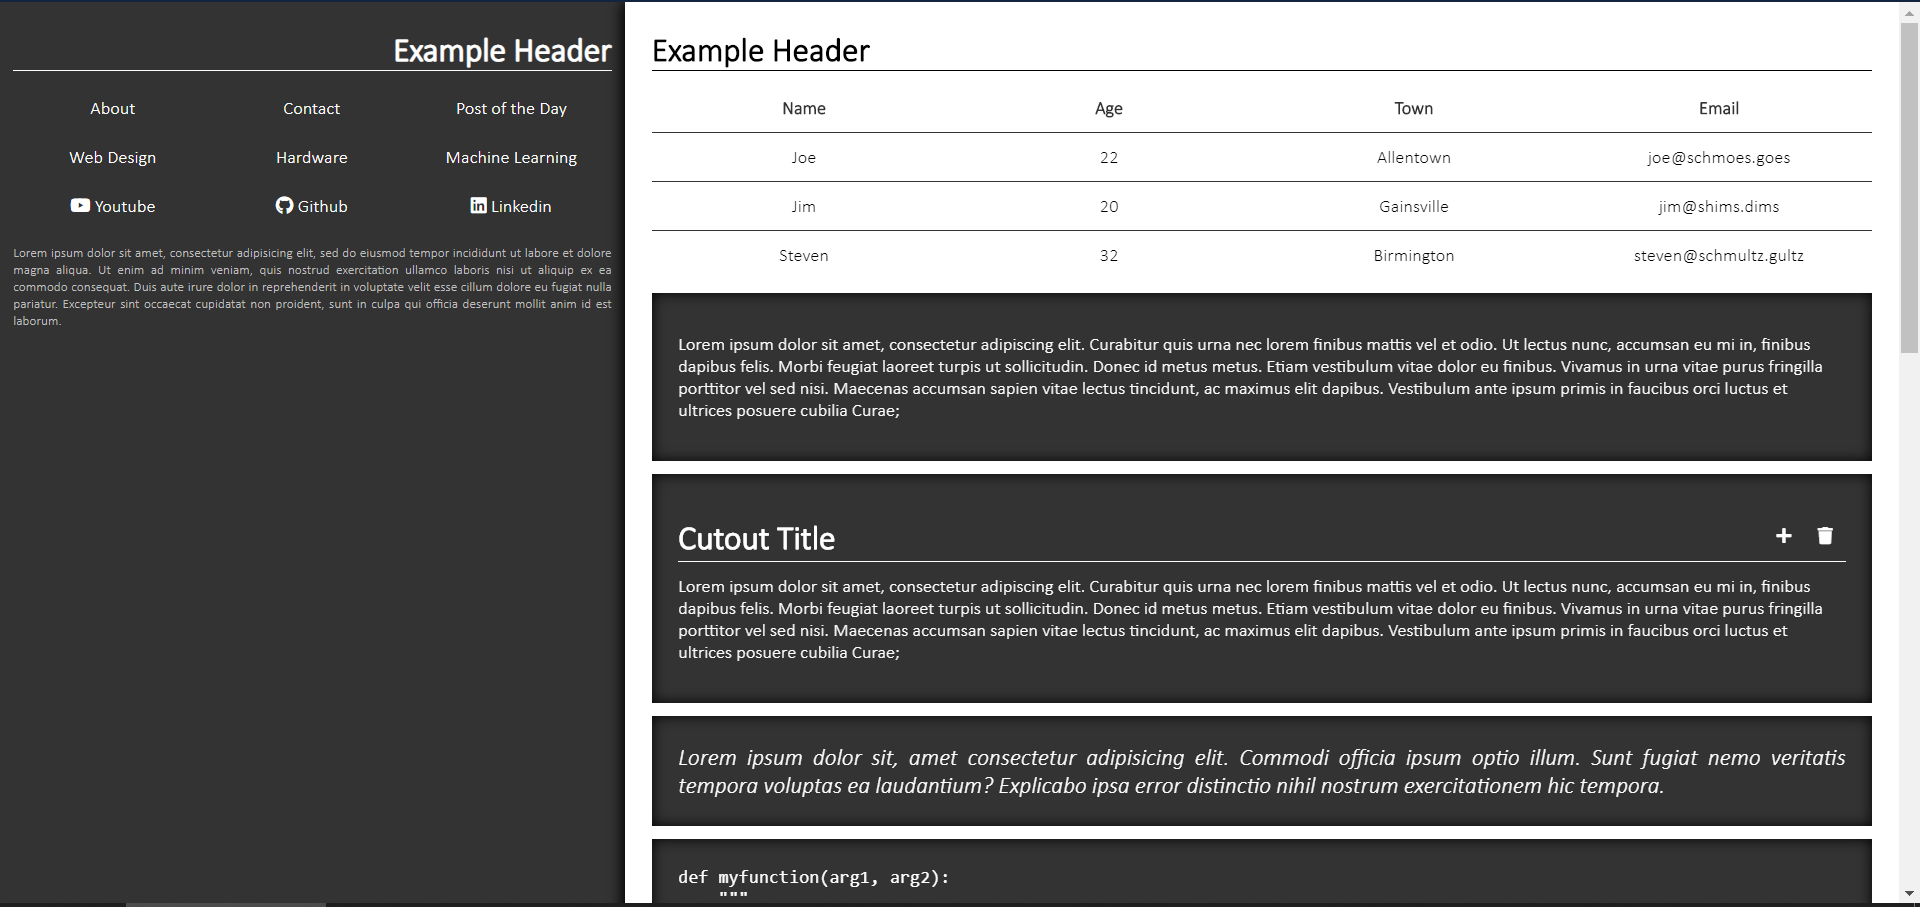 Example Header
About Contact Post of the Day
Web Design Hardware Machine Learning
Youtube Github Linkedin
Lorem ipsum dolor sit amet, consectetur adipisicing elit, sed do eiusmod tempor incididunt ut labore et dolore
magna aliqua. Ut enim ad minim veniam, quis nostrud exercitation ullamco laboris nisi ut aliquip ex ea
commodo consequat. Duis aute irure dolor in reprehenderit in voluptate velit esse cillum dolore eu fugiat nulla
pariatur. Excepteur sint occaecat cupidatat non proident, sunt in culpa qui officia deserunt mollit anim id est
laborum.
Example Header
Name Age Town Email
Joe 22 Allentown joe@schmoes.goes
Jim 20 Gainsville jim@shims.dims
Steven 32 Birmington steven@schmultz.gultz
Lorem ipsum dolor sit amet, consectetur adipiscing elit. Curabitur quis urna nec lorem finibus mattis vel et odio. Ut lectus nunc, accumsan eu mi in, finibus
dapibus felis. Morbi feugiat laoreet turpis ut sollicitudin. Donec id metus metus. Etiam vestibulum vitae dolor eu finibus. Vivamus in urna vitae purus fringilla
porttitor vel sed nisi. Maecenas accumsan sapien vitae lectus tincidunt, ac maximus elit dapibus. Vestibulum ante ipsum primis in faucibus orci luctus et
ultrices posuere cubilia Curae;
Cutout Title
Lorem ipsum dolor sit amet, consectetur adipiscing elit. Curabitur quis urna nec lorem finibus mattis vel et odio. Ut lectus nunc, accumsan eu mi in, finibus
dapibus felis. Morbi feugiat laoreet turpis ut sollicitudin. Donec id metus metus. Etiam vestibulum vitae dolor eu finibus. Vivamus in urna vitae purus fringilla
porttitor vel sed nisi. Maecenas accumsan sapien vitae lectus tincidunt, ac maximus elit dapibus. Vestibulum ante ipsum primis in faucibus orci luctus et
ultrices posuere cubilia Curae;
Lorem ipsum dolor sit, amet consectetur adipisicing elit. Commodi officia ipsum optio illum. Sunt fugiat nemo veritatis
tempora voluptas ea laudantium? Explicabo ipsa error distinctio nihil nostrum exercitationem hic tempora.
def myfunction(arg1, arg2):
"""